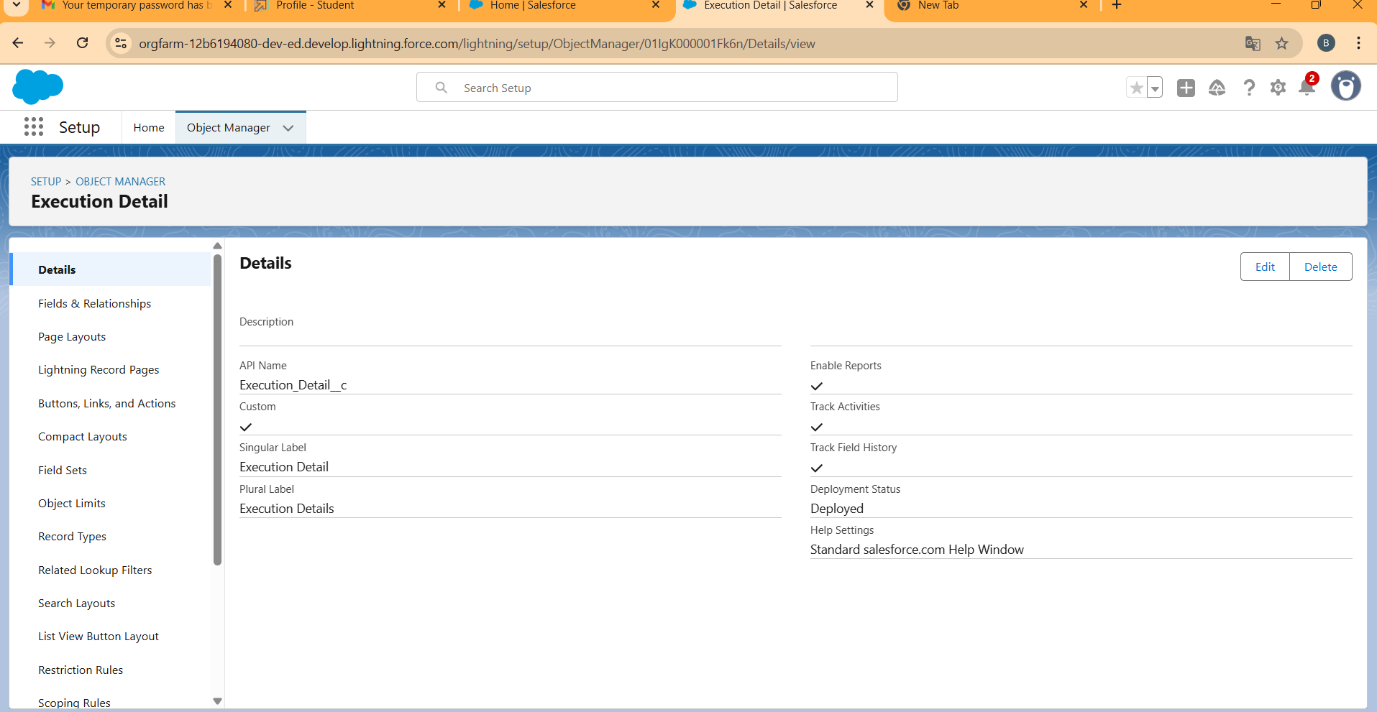 Your temporary password has b
Profile - Student
Home | Salesforce
Execution Detail | Salesforce
New Tab
orgfarm-12b6194080-dev-ed.develop.lightning.force.com/lightning/setup/ObjectManager/01IgK000001Fk6n/Details/view
B
Search Setup
2
Setup
Home
Object Manager
SETUP > OBJECT MANAGER
Execution Detail
Details
Fields & Relationships
Page Layouts
Lightning Record Pages
Buttons, Links, and Actions
Compact Layouts
Field Sets
Object Limits
Record Types
Related Lookup Filters
Search Layouts
List View Button Layout
Restriction Rules
Scoping Rules
Details
Edit
Delete
Description
API Name
Execution_Detail__c
Custom
Singular Label
Execution Detail
Plural Label
Execution Details
Enable Reports
Track Activities
Track Field History
Deployment Status
Deployed
Help Settings
Standard salesforce.com Help Window